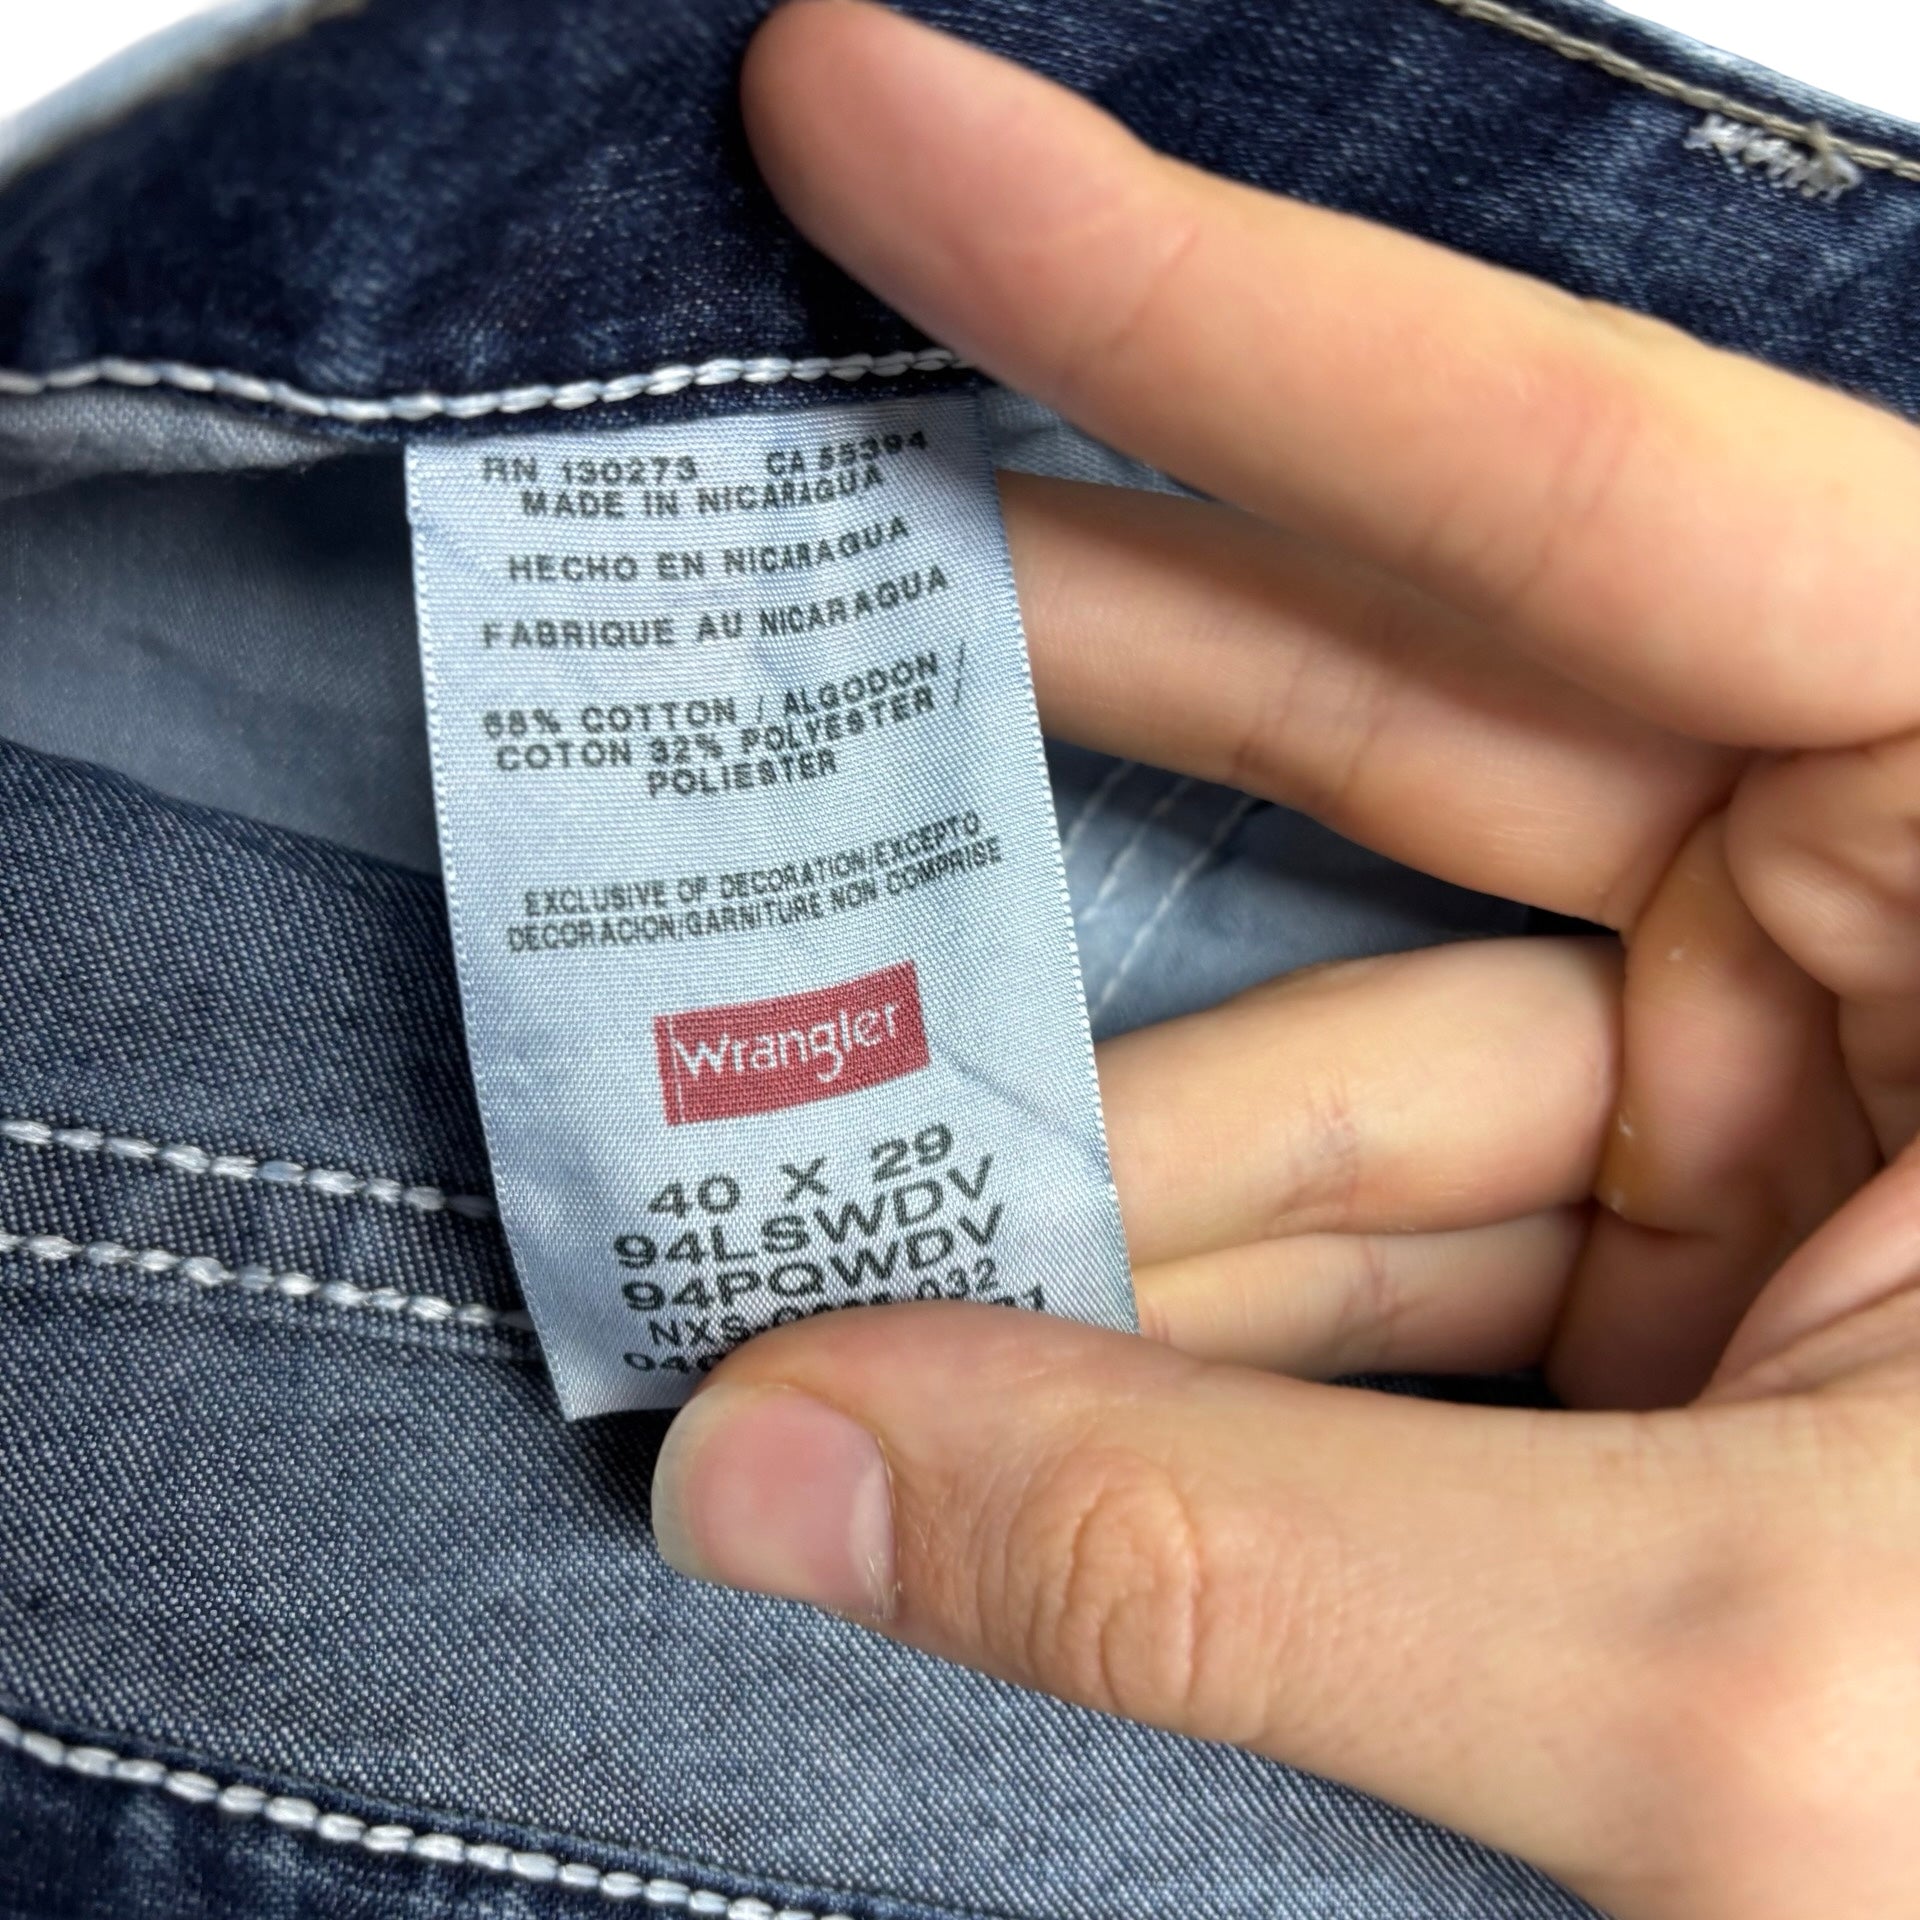 RN 130273 CA 55394
MADE IN NICARAGUA
HECHO EN NICARAGUA
FABRIQUE AU NICARAGUA
68% COTTON / ALGODON /
COTON 32% POLYESTER /
POLIESTER
EXCLUSIVE OF DECORATION/EXCEPTO
DECORACION/GARNITURE NON COMPRISE
Wrangler
40 X 29
94LSWDV
94PQWDV